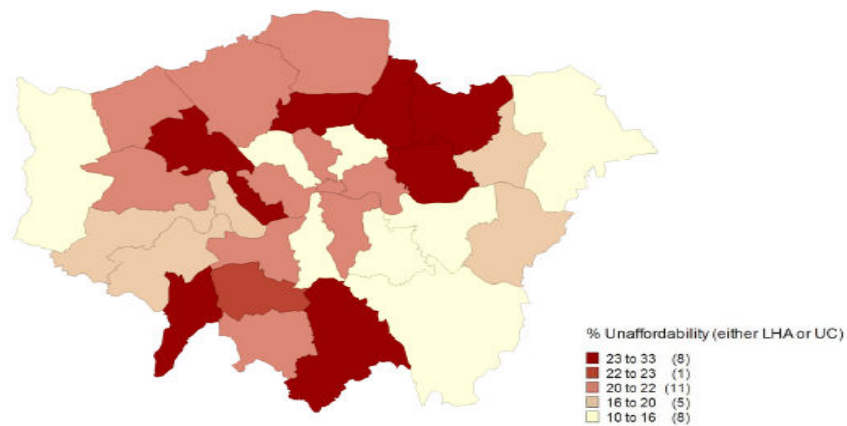 % Unaffordability (either LHA or UC)
23 to 33 (8)
22 to 23 (1)
20 to 22 (11)
16 to 20 (5)
10 to 16 (8)